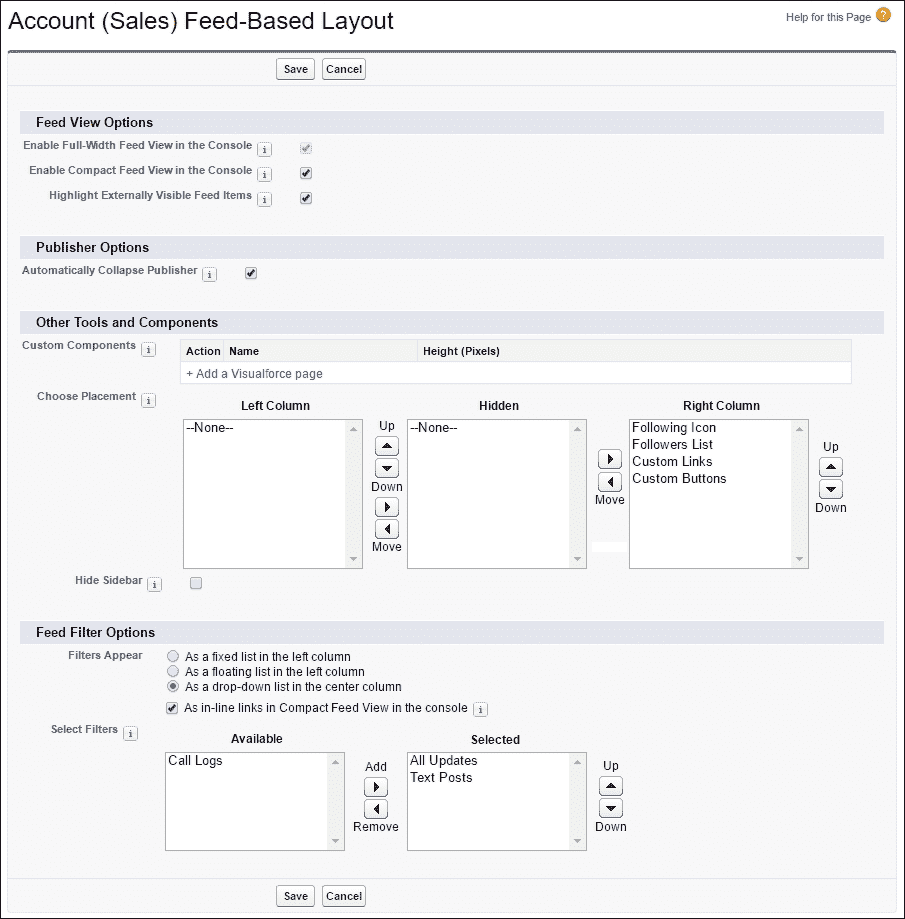 Account (Sales) Feed-Based Layout
Help for this Page ?
Save Cancel
Feed View Options
Enable Full-Width Feed View in the Console i
Enable Compact Feed View in the Console i
Highlight Externally Visible Feed Items i
Publisher Options
Automatically Collapse Publisher i
Other Tools and Components
Custom Components i
Action Name Height (Pixels)
+ Add a Visualforce page
Choose Placement i
Left Column Hidden Right Column
--None--
Up
Down
Move
--None--
Move
Following Icon
Followers List
Custom Links
Custom Buttons
Up
Down
Hide Sidebar i
Feed Filter Options
Filters Appear
As a fixed list in the left column
As a floating list in the left column
As a drop-down list in the center column
As in-line links in Compact Feed View in the console i
Select Filters i
Available Selected
Call Logs
Add
Remove
All Updates
Text Posts
Up
Down
Save Cancel